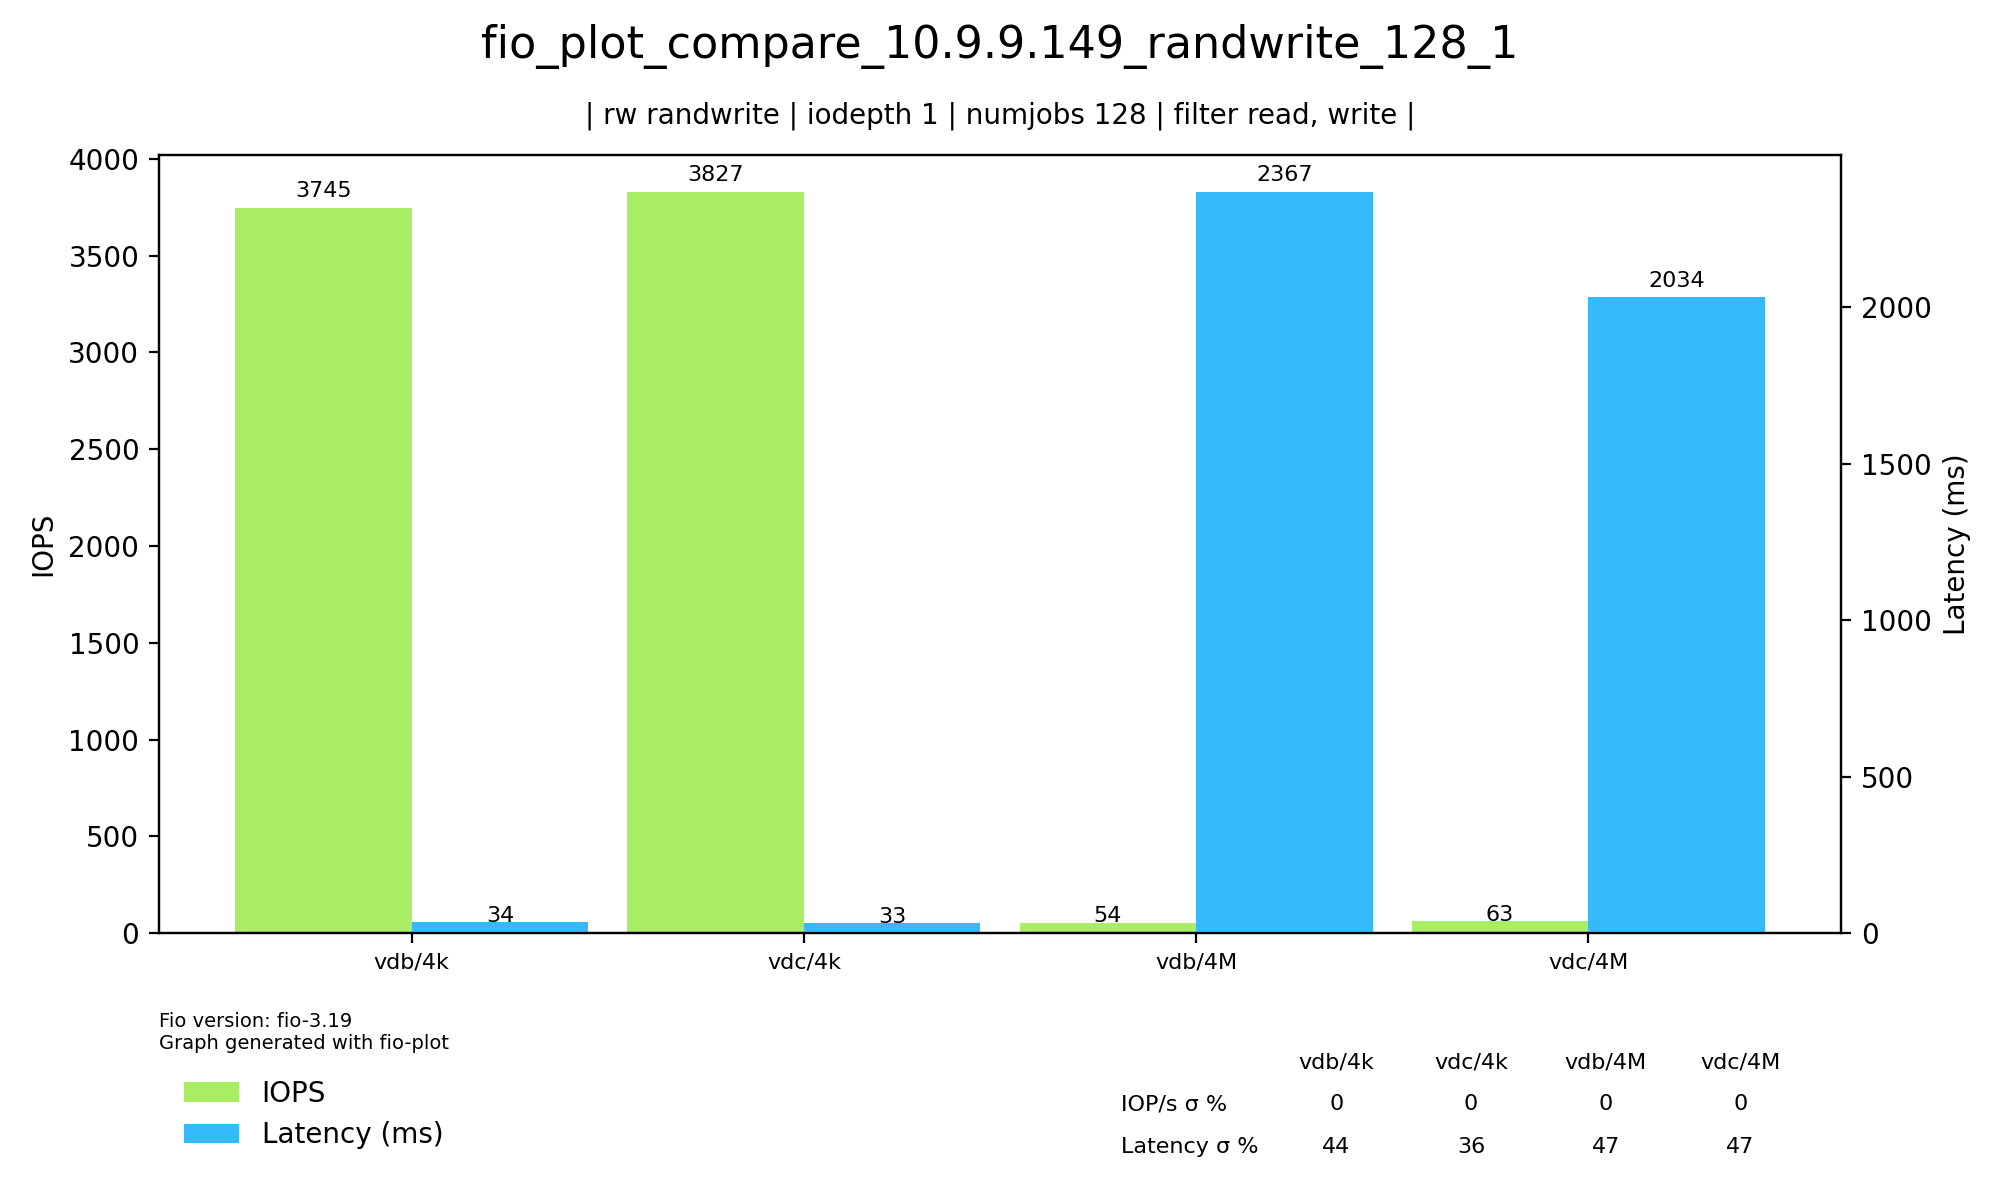 fio_plot_compare_10.9.9.149_randwrite_128_1
| rw randwrite | iodepth 1 | numjobs 128 | filter read, write |
4000
3500
3000
2500
2000
1500
1000
500
0
IOPS
3745
34
3827
33
54
2367
63
2034
2000
1500
1000
500
0
Latency (ms)
vdb/4k vdc/4k vdb/4M vdc/4M
Fio version: fio-3.19
Graph generated with fio-plot
IOPS
Latency (ms)
vdb/4k vdc/4k vdb/4M vdc/4M
IOP/s σ % 0 0 0 0
Latency σ % 44 36 47 47